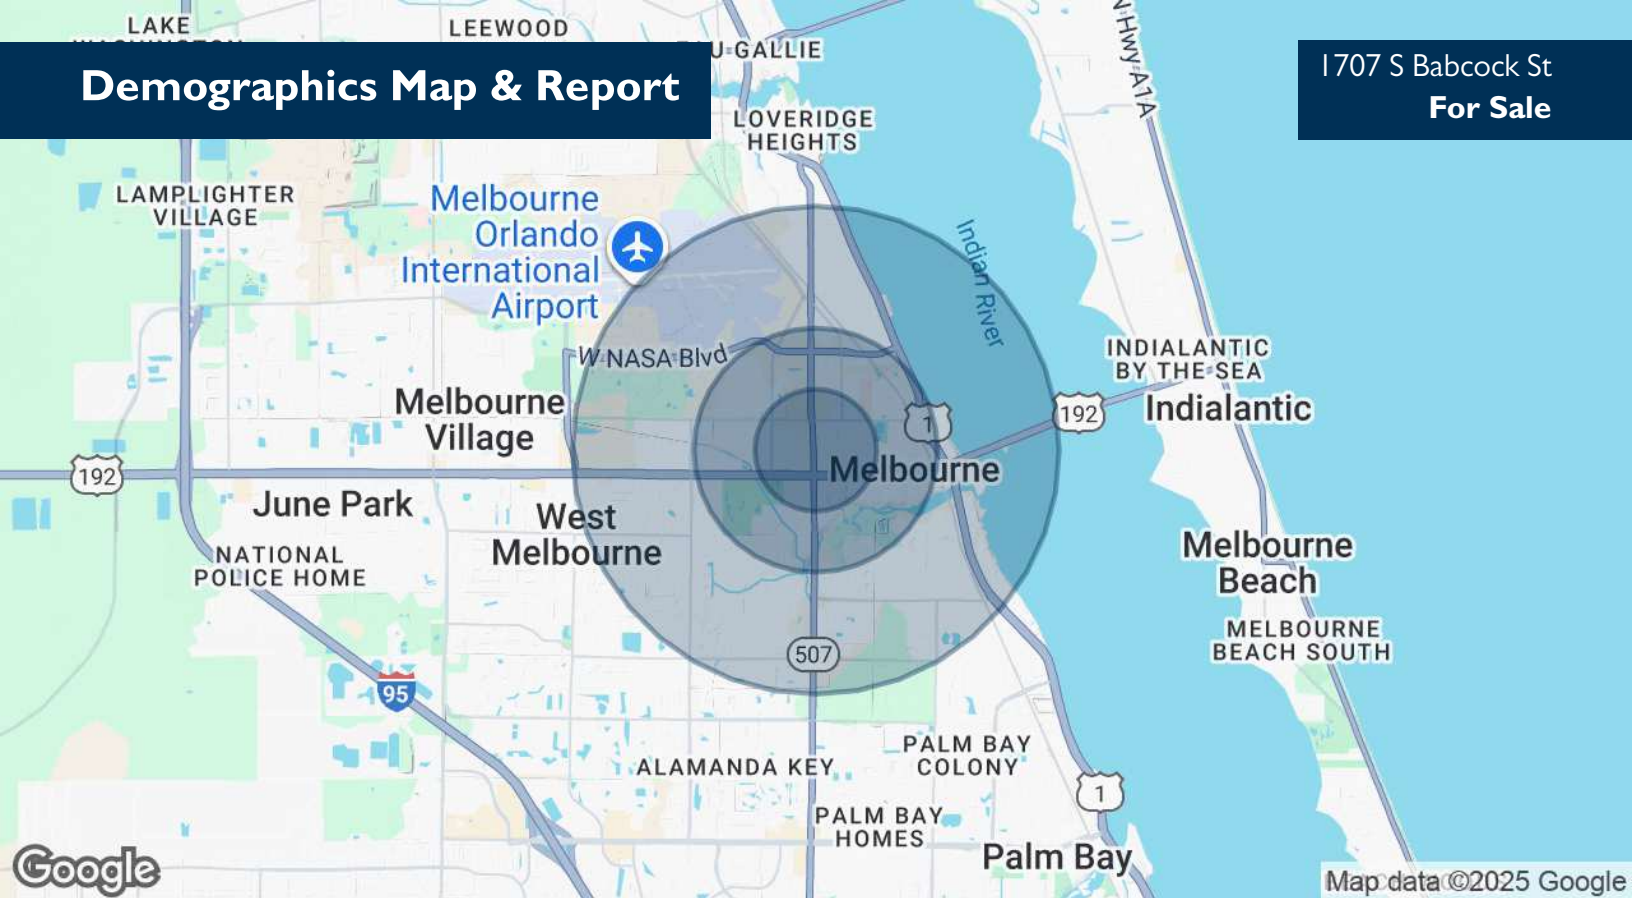 LAKE
LEEWOOD
Demographics Map & Report
U GALLIE
N Hwy A1A
1707 S Babcock St
For Sale
LOVERIDGE
HEIGHTS
LAMPLIGHTER
VILLAGE
Melbourne
Orlando
International
Airport
Indian River
W NASA Blvd
INDIALANTIC
BY THE SEA
Indialantic
Melbourne
Village
1
192
192
Melbourne
June Park
West
Melbourne
NATIONAL
POLICE HOME
Melbourne
Beach
MELBOURNE
BEACH SOUTH
507
95
ALAMANDA KEY
PALM BAY
COLONY
1
PALM BAY
HOMES
Palm Bay
Google
Map data ©2025 Google